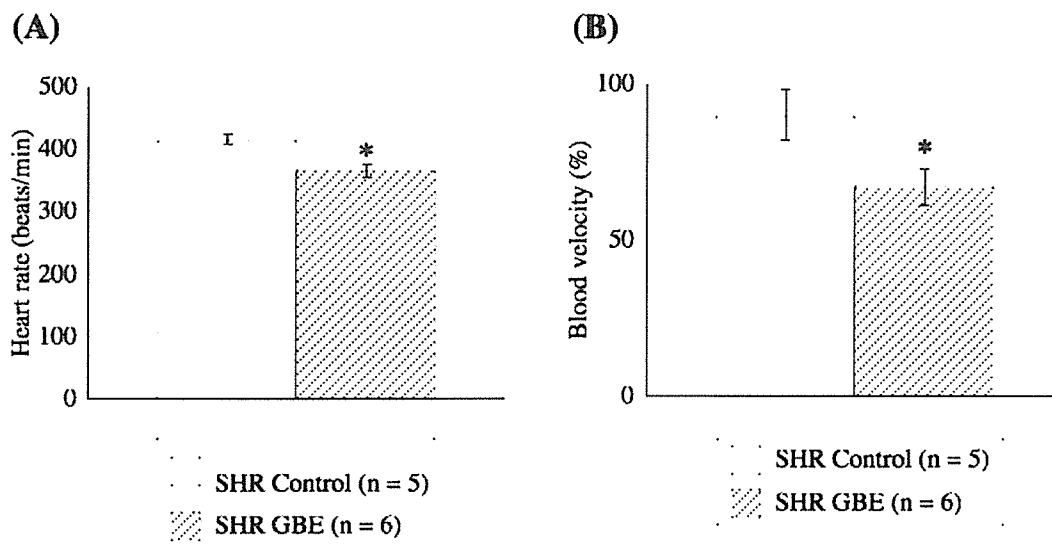 (A)
500
400
300
200
100
0
Heart rate (beats/min)
*
SHR Control (n = 5)
SHR GBE (n = 6)
(B)
100
50
0
Blood velocity (%)
*
SHR Control (n = 5)
SHR GBE (n = 6)